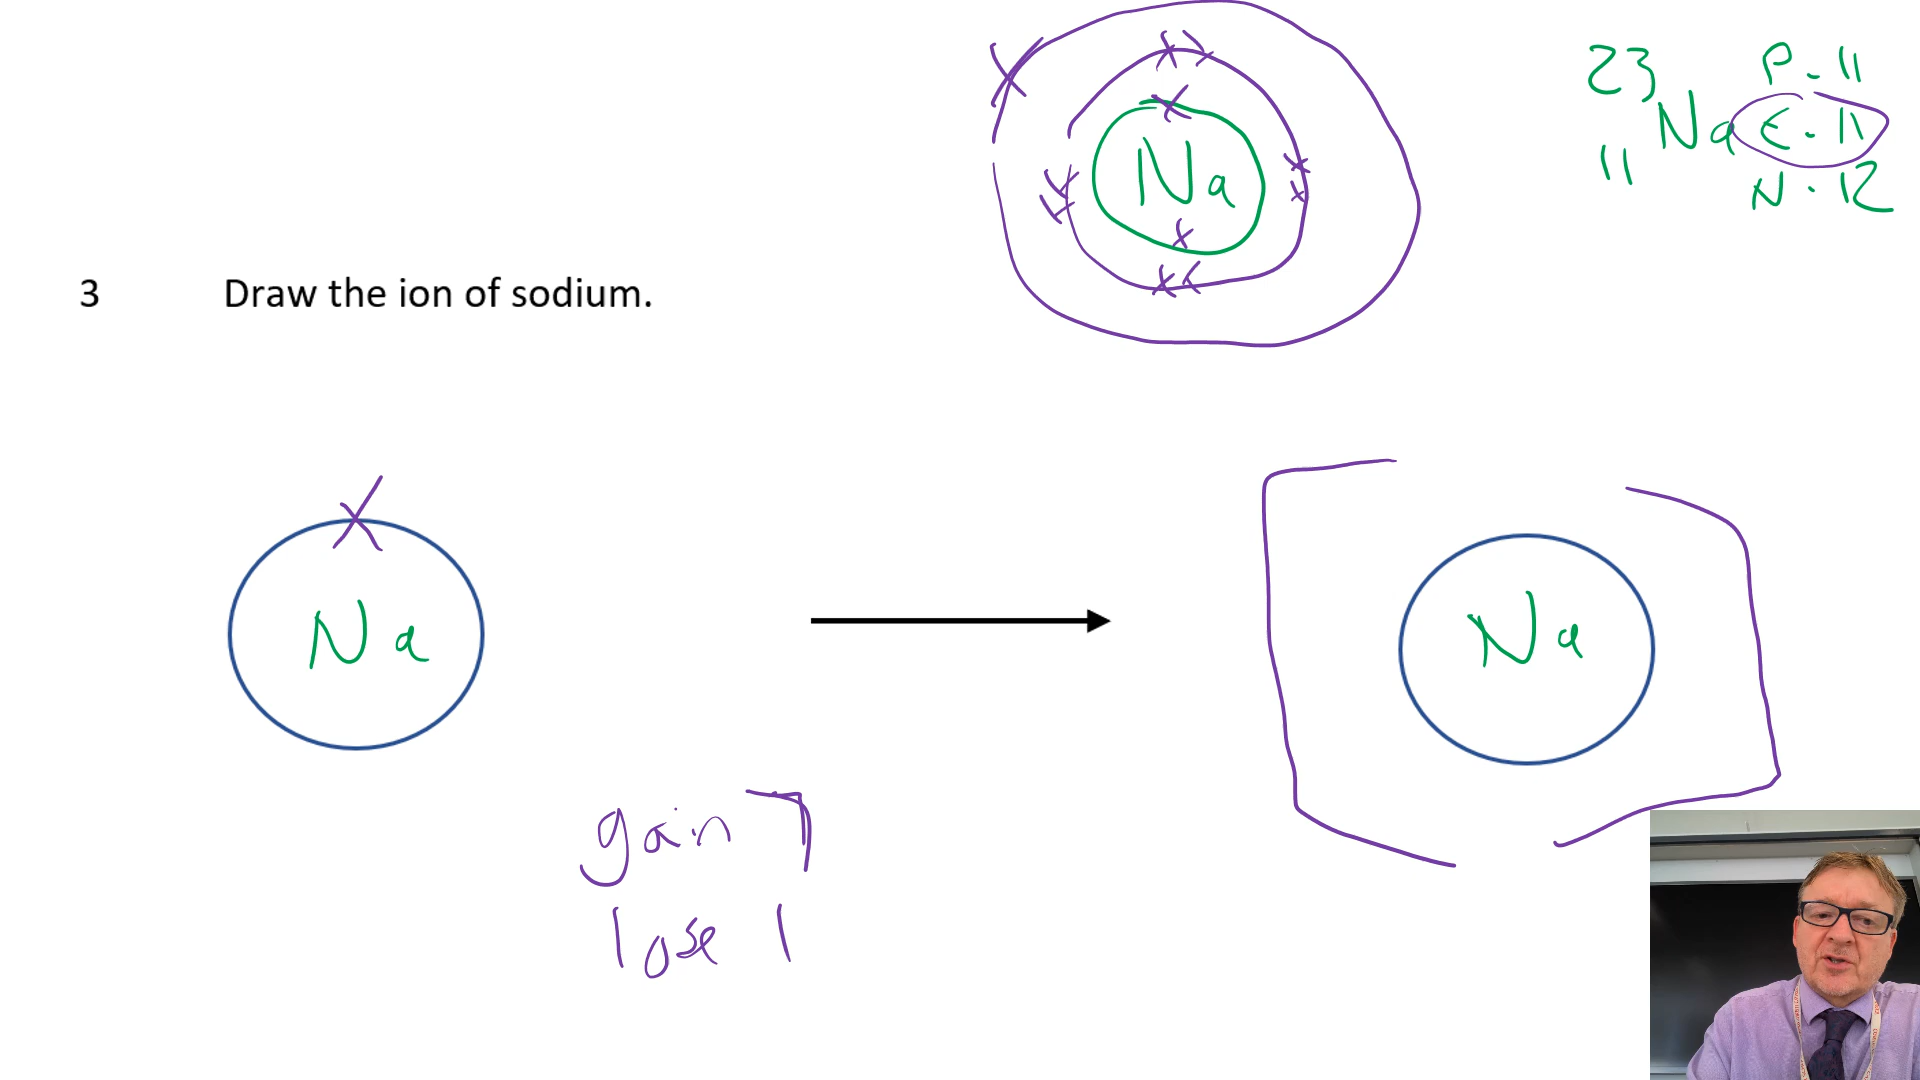 23
Na
11
P. 11
E. 11
N. 12
Na
3 Draw the ion of sodium.
Na
Na
gain 7
lose 1